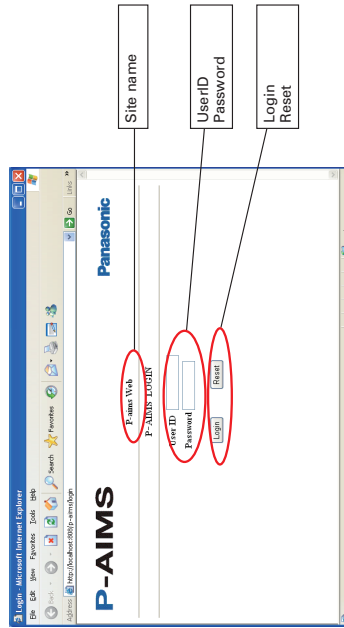 Login - Microsoft Internet Explorer
File Edit View Favorites Tools Help
Back Search Favorites
Address http://localhost:8080/p-aims/login Go Links »
P-AIMS Panasonic
P-aims Web
P-AIMS LOGIN
User ID
Password
Login Reset
Site name
UserID
Password
Login
Reset